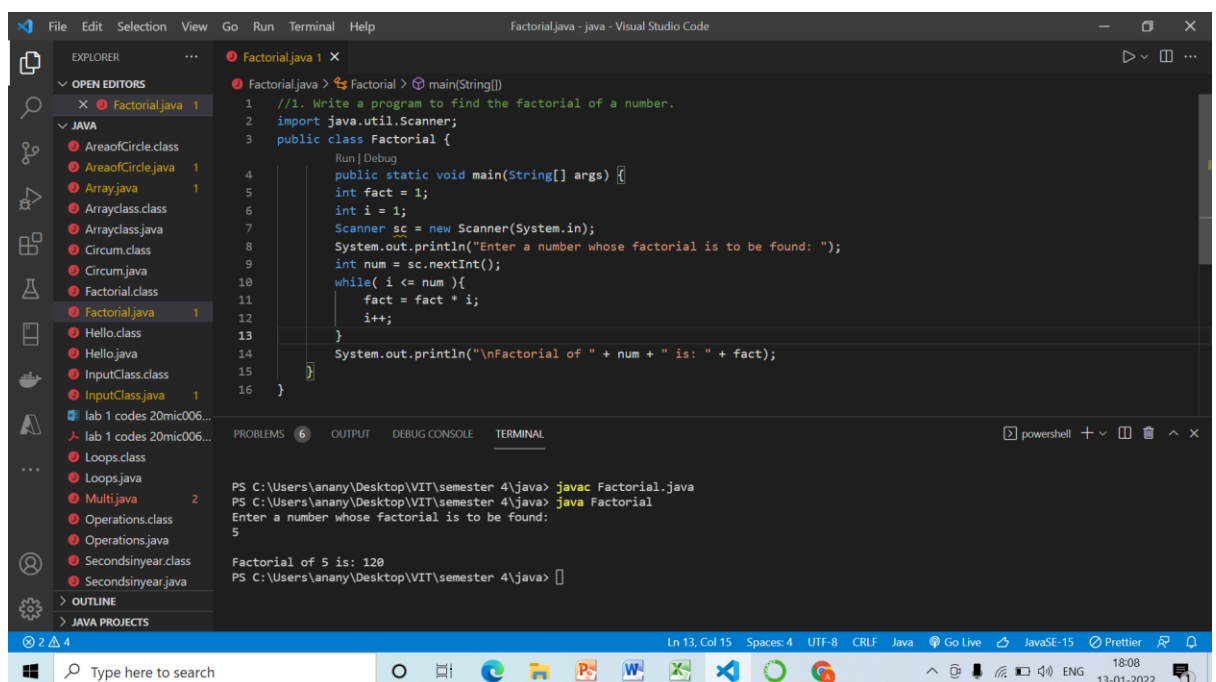 File Edit Selection View Go Run Terminal Help Factorial.java - java - Visual Studio Code
EXPLORER
OPEN EDITORS
Factorial.java 1
JAVA
AreaofCircle.class
AreaofCircle.java 1
Array.java 1
Arrayclass.class
Arrayclass.java
Circum.class
Circum.java
Factorial.class
Factorial.java 1
Hello.class
Hello.java
InputClass.class
InputClass.java 1
lab 1 codes 20mic006...
lab 1 codes 20mic006...
Loops.class
Loops.java
Multi.java 2
Operations.class
Operations.java
Secondsinyear.class
Secondsinyear.java
OUTLINE
JAVA PROJECTS
Factorial.java 1
Factorial.java > Factorial > main(String[])
1 //1. Write a program to find the factorial of a number.
2 import java.util.Scanner;
3 public class Factorial {
Run | Debug
4 public static void main(String[] args) {
5 int fact = 1;
6 int i = 1;
7 Scanner sc = new Scanner(System.in);
8 System.out.println("Enter a number whose factorial is to be found: ");
9 int num = sc.nextInt();
10 while( i <= num ){
11 fact = fact * i;
12 i++;
13 }
14 System.out.println("\nFactorial of " + num + " is: " + fact);
15 }
16 }
PROBLEMS 6 OUTPUT DEBUG CONSOLE TERMINAL powershell
PS C:\Users\anany\Desktop\VIT\semester 4\java> javac Factorial.java
PS C:\Users\anany\Desktop\VIT\semester 4\java> java Factorial
Enter a number whose factorial is to be found:
5
Factorial of 5 is: 120
PS C:\Users\anany\Desktop\VIT\semester 4\java>
2 4 Ln 13, Col 15 Spaces: 4 UTF-8 CRLF Java Go Live JavaSE-15 Prettier
Type here to search ENG 18:08
13-01-2022